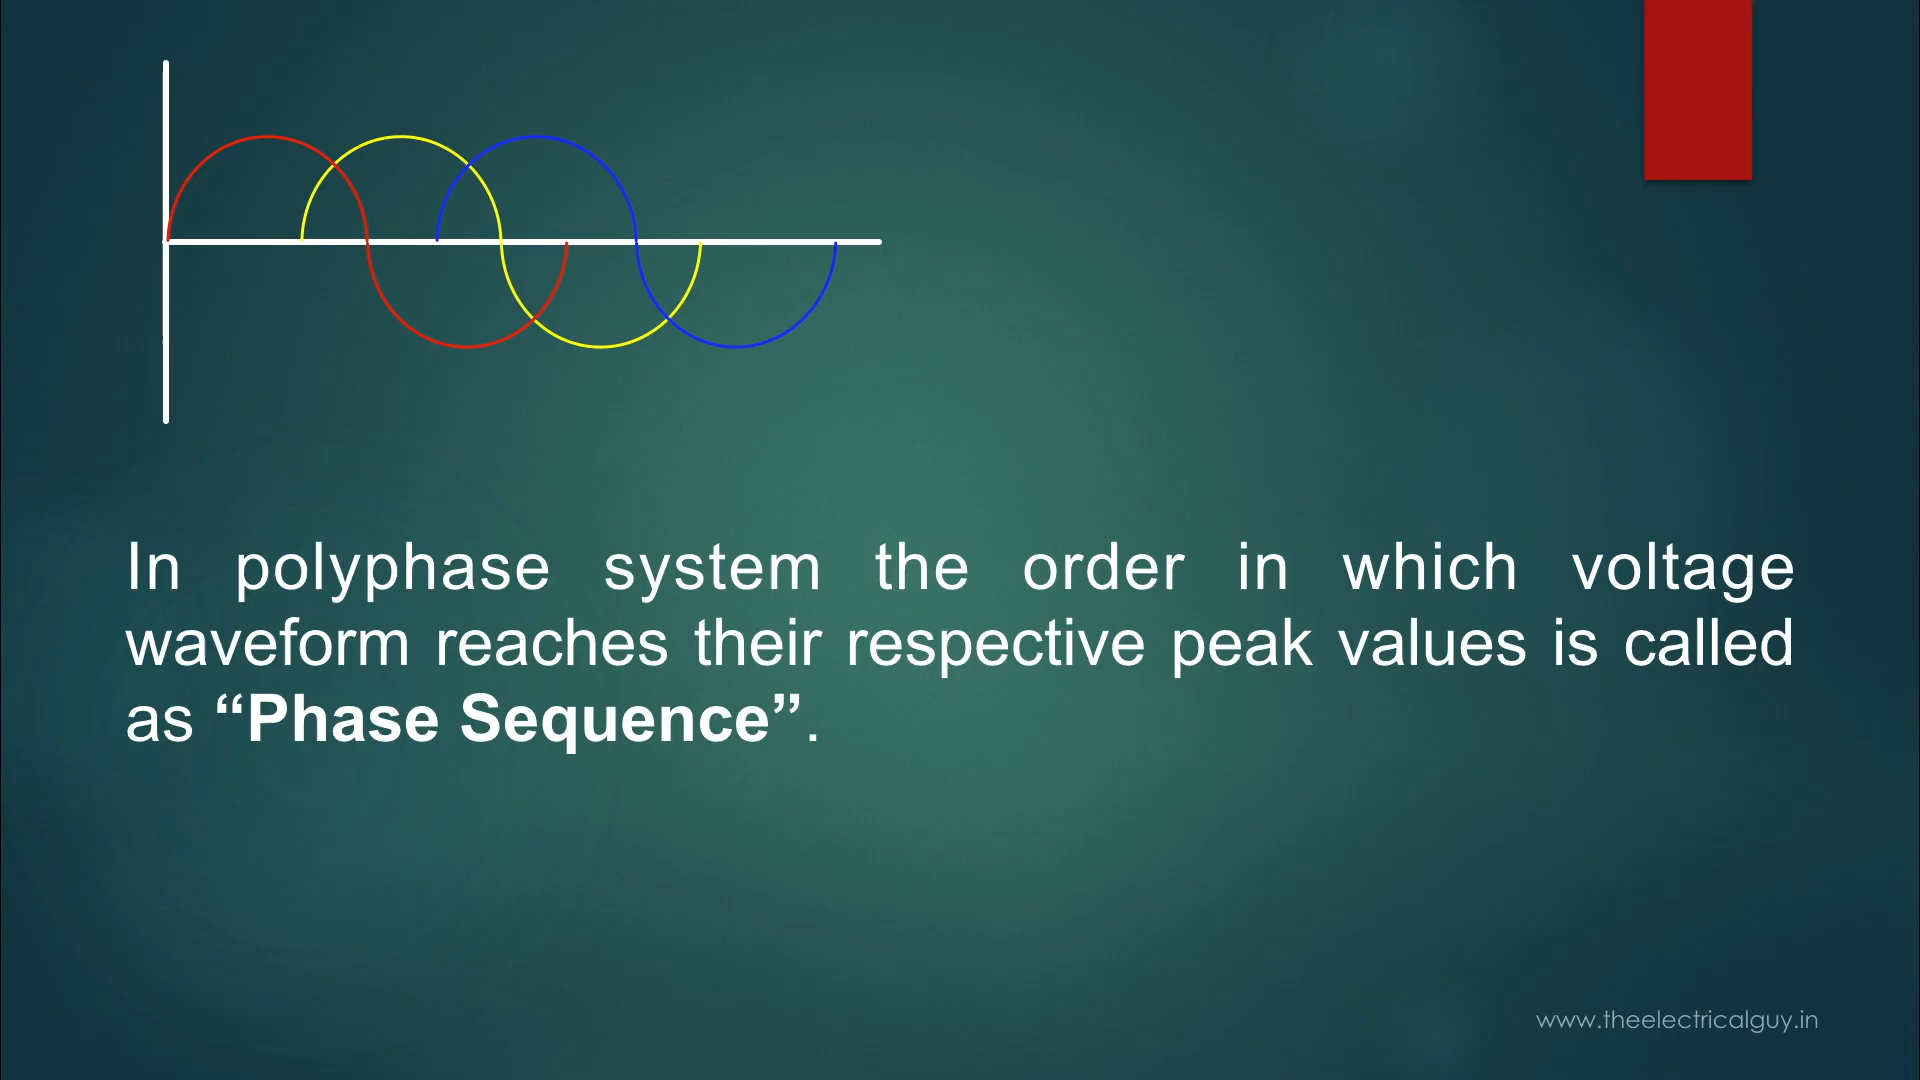 In polyphase system the order in which voltage
waveform reaches their respective peak values is called
as “Phase Sequence”.
www.theelectricalguy.in